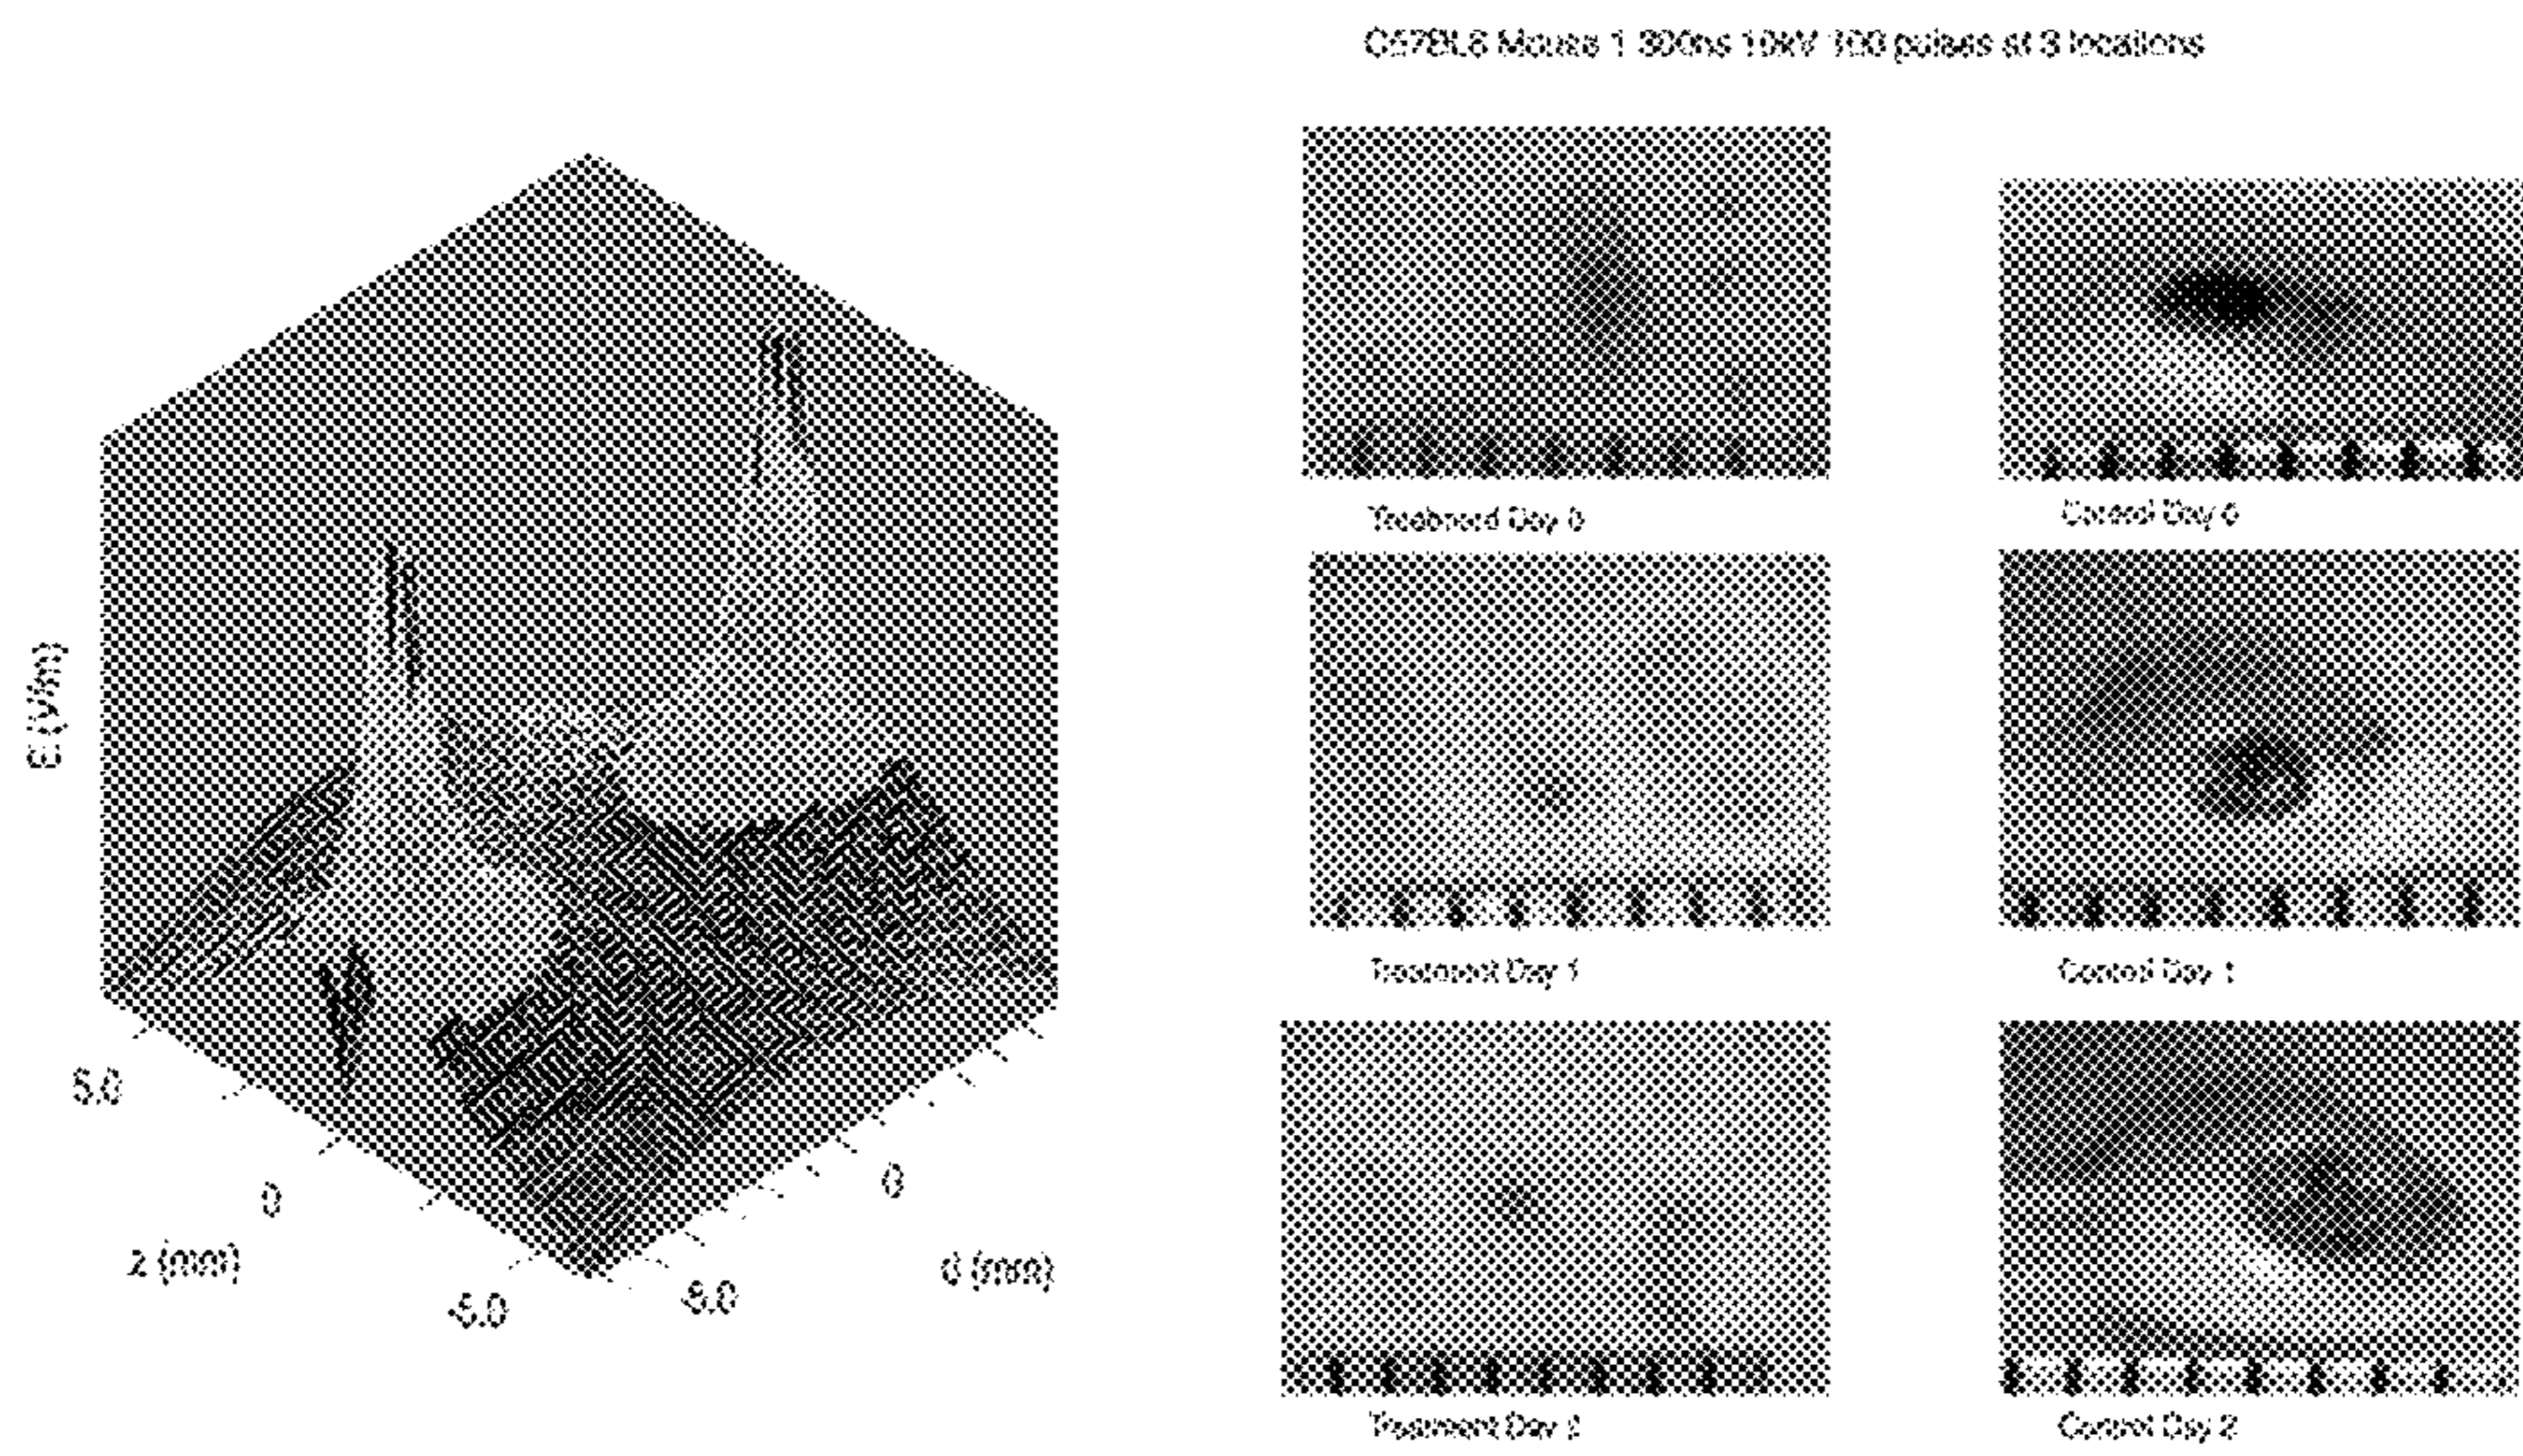 C57BL6 Mouse 1 300ns 10kV 100 pulses at 3 locations
E (V/m)
5.0
0
z (mm)
-5.0
-5.0
0
d (mm)
Treatment Day 0
Control Day 0
Treatment Day 1
Control Day 1
Treatment Day 2
Control Day 2